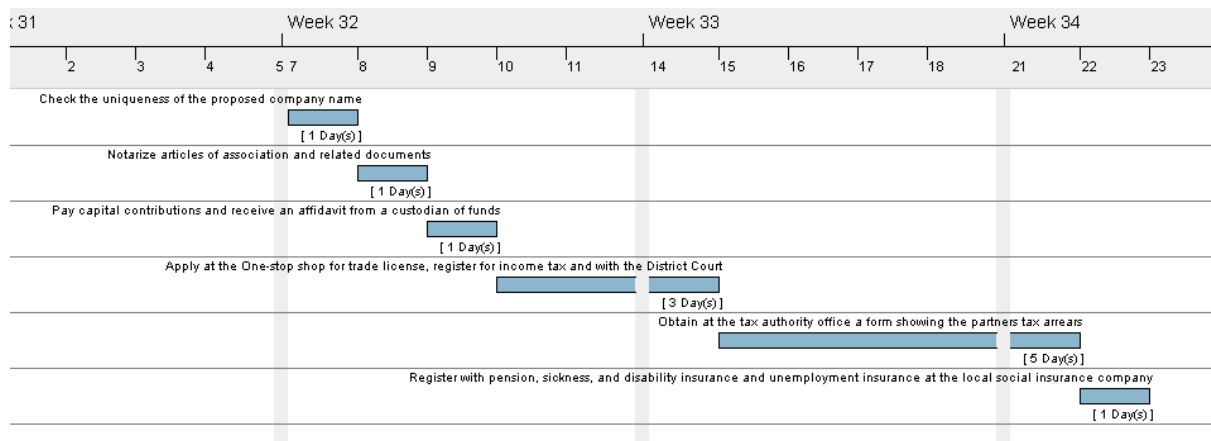 31 Week 32 Week 33 Week 34
2 3 4 5 7 8 9 10 11 14 15 16 17 18 21 22 23
Check the uniqueness of the proposed company name
[ 1 Day(s) ]
Notarize articles of association and related documents
[ 1 Day(s) ]
Pay capital contributions and receive an affidavit from a custodian of funds
[ 1 Day(s) ]
Apply at the One-stop shop for trade license, register for income tax and with the District Court
[ 3 Day(s) ]
Obtain at the tax authority office a form showing the partners tax arrears
[ 5 Day(s) ]
Register with pension, sickness, and disability insurance and unemployment insurance at the local social insurance company
[ 1 Day(s) ]